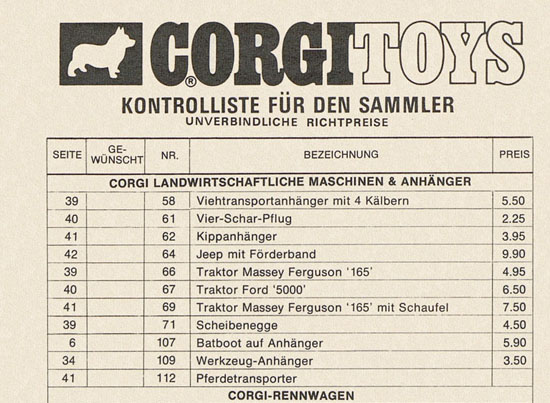 CORGI TOYS
®
KONTROLLISTE FÜR DEN SAMMLER
UNVERBINDLICHE RICHTPREISE
SEITE GE-WÜNSCHT NR. BEZEICHNUNG PREIS
CORGI LANDWIRTSCHAFTLICHE MASCHINEN & ANHÄNGER
39 58 Viehtransportanhänger mit 4 Kälbern 5.50
40 61 Vier-Schar-Pflug 2.25
41 62 Kippanhänger 3.95
42 64 Jeep mit Förderband 9.90
39 66 Traktor Massey Ferguson '165' 4.95
40 67 Traktor Ford '5000' 6.50
41 69 Traktor Massey Ferguson '165' mit Schaufel 7.50
39 71 Scheibenegge 4.50
6 107 Batboot auf Anhänger 5.90
34 109 Werkzeug-Anhänger 3.50
41 112 Pferdetransporter
CORGI-RENNWAGEN